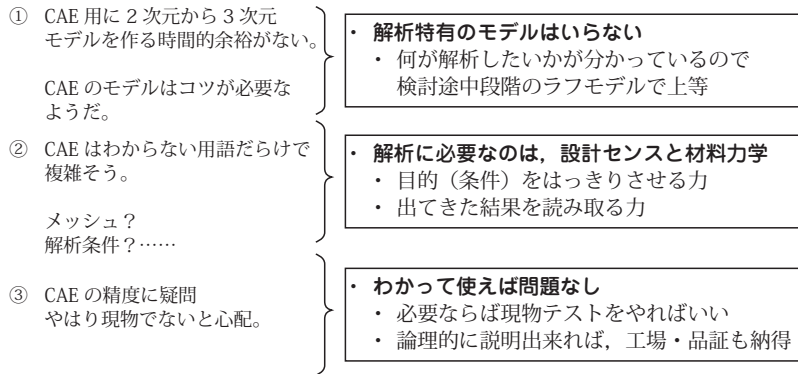 ① CAE 用に 2 次元から 3 次元
モデルを作る時間的余裕がない。
CAE のモデルはコツが必要な
ようだ。
・ 解析特有のモデルはいらない
・ 何が解析したいかが分かっているので
検討途中段階のラフモデルで上等
② CAE はわからない用語だらけで
複雑そう。
メッシュ？
解析条件？……
・ 解析に必要なのは，設計センスと材料力学
・ 目的（条件）をはっきりさせる力
・ 出てきた結果を読み取る力
③ CAE の精度に疑問
やはり現物でないと心配。
・ わかって使えば問題なし
・ 必要ならば現物テストをやればいい
・ 論理的に説明出来れば，工場・品証も納得